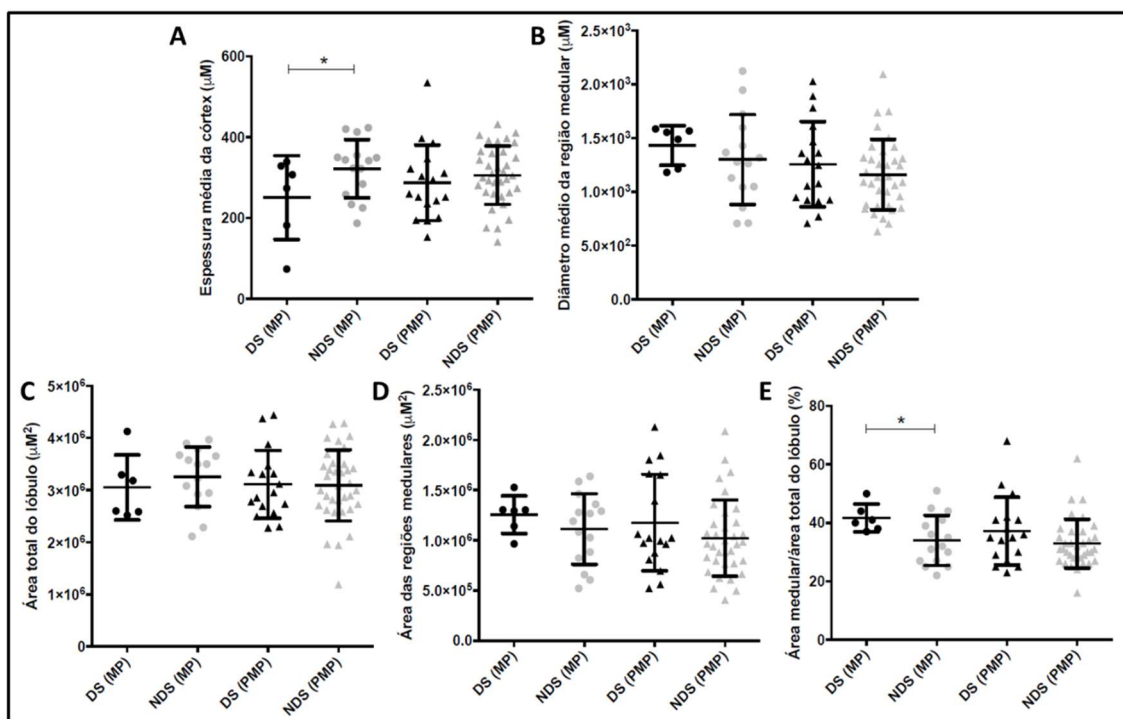 A
Espessura média da córtex (µM)
600
400
200
0
*
DS (MP)
NDS (MP)
DS (PMP)
NDS (PMP)
B
Diâmetro médio da região medular (µM)
2.5×10³
2.0×10³
1.5×10³
1.0×10³
5.0×10²
0.0
DS (MP)
NDS (MP)
DS (PMP)
NDS (PMP)
C
Área total do lóbulo (µM²)
5×10⁶
4×10⁶
3×10⁶
2×10⁶
1×10⁶
0
DS (MP)
NDS (MP)
DS (PMP)
NDS (PMP)
D
Área das regiões medulares (µM²)
2.5×10⁶
2.0×10⁶
1.5×10⁶
1.0×10⁶
5.0×10⁵
0.0
DS (MP)
NDS (MP)
DS (PMP)
NDS (PMP)
E
Área medular/área total do lóbulo (%)
80
60
40
20
0
*
DS (MP)
NDS (MP)
DS (PMP)
NDS (PMP)